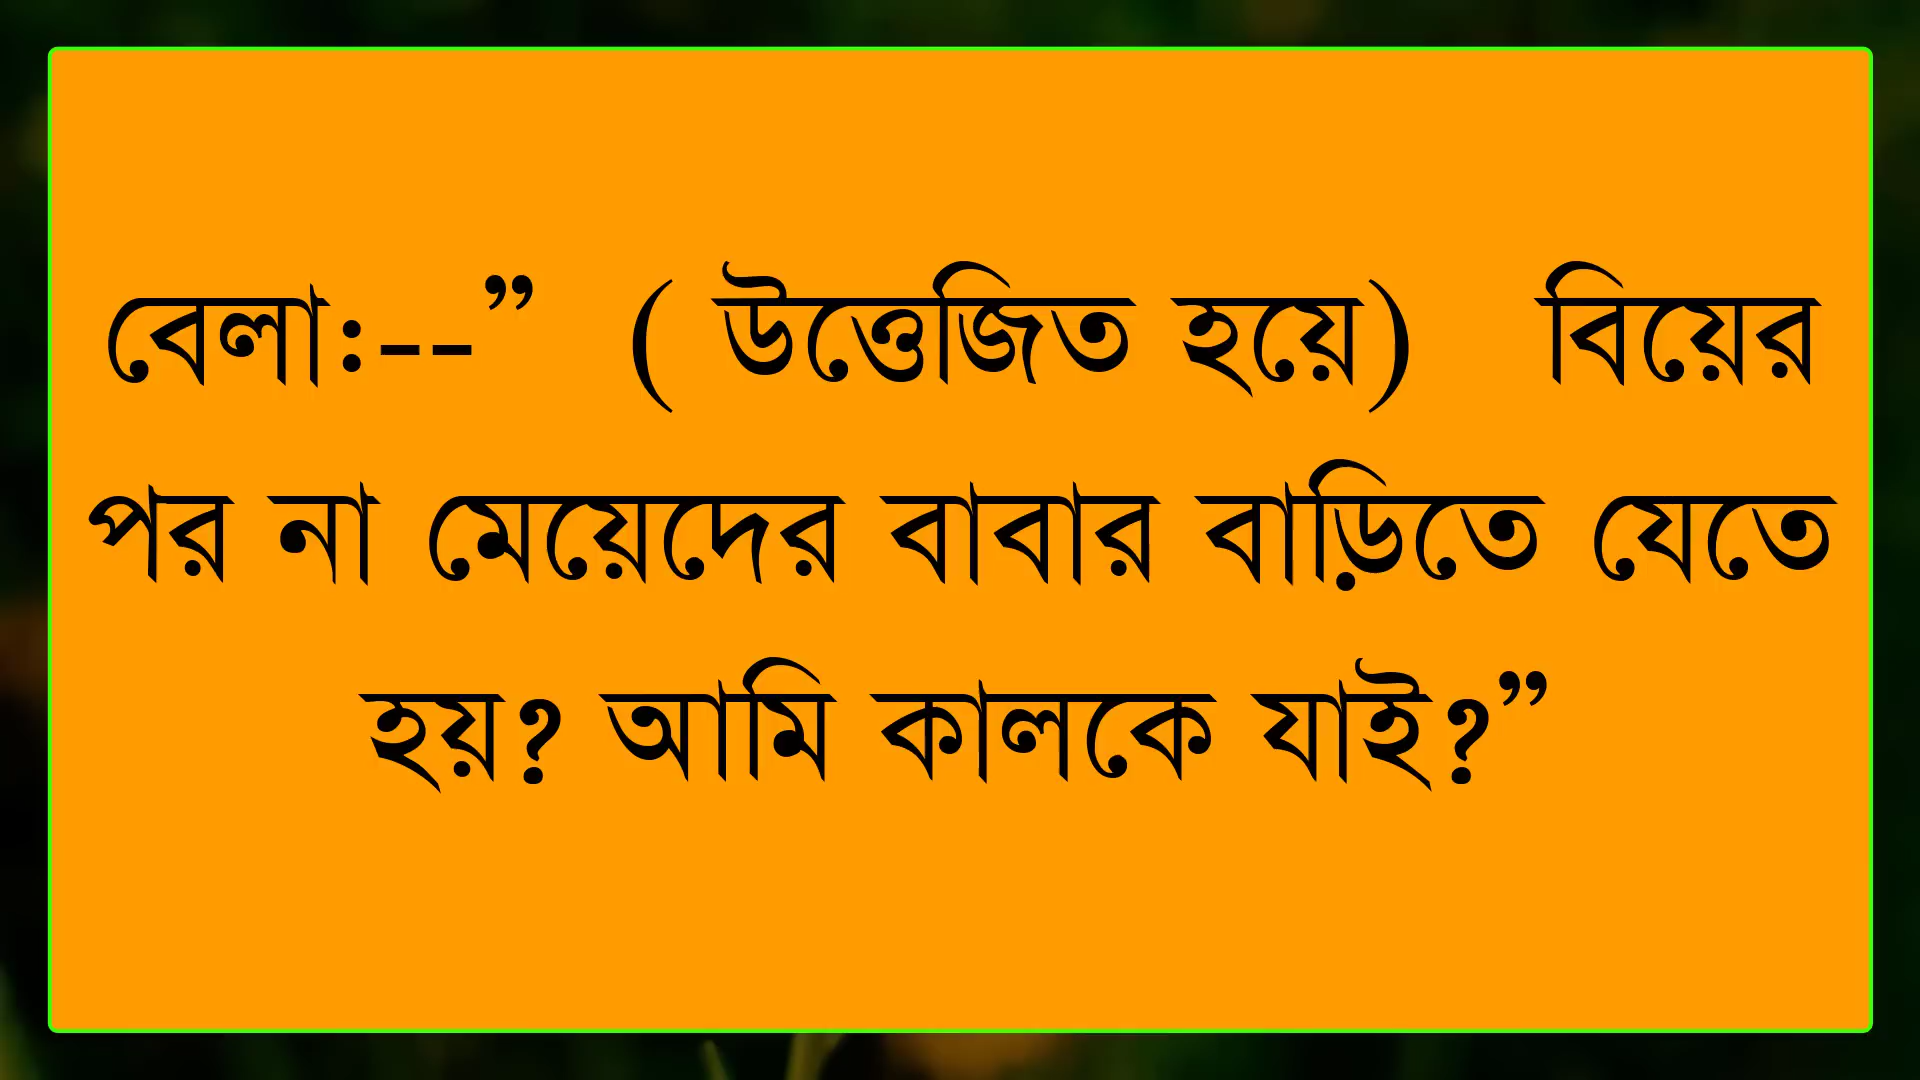 বেলা:--” ( উত্তেজিত হয়ে) বিয়ের
পর না মেয়েদের বাবার বাড়িতে যেতে
হয়? আমি কালকে যাই?”